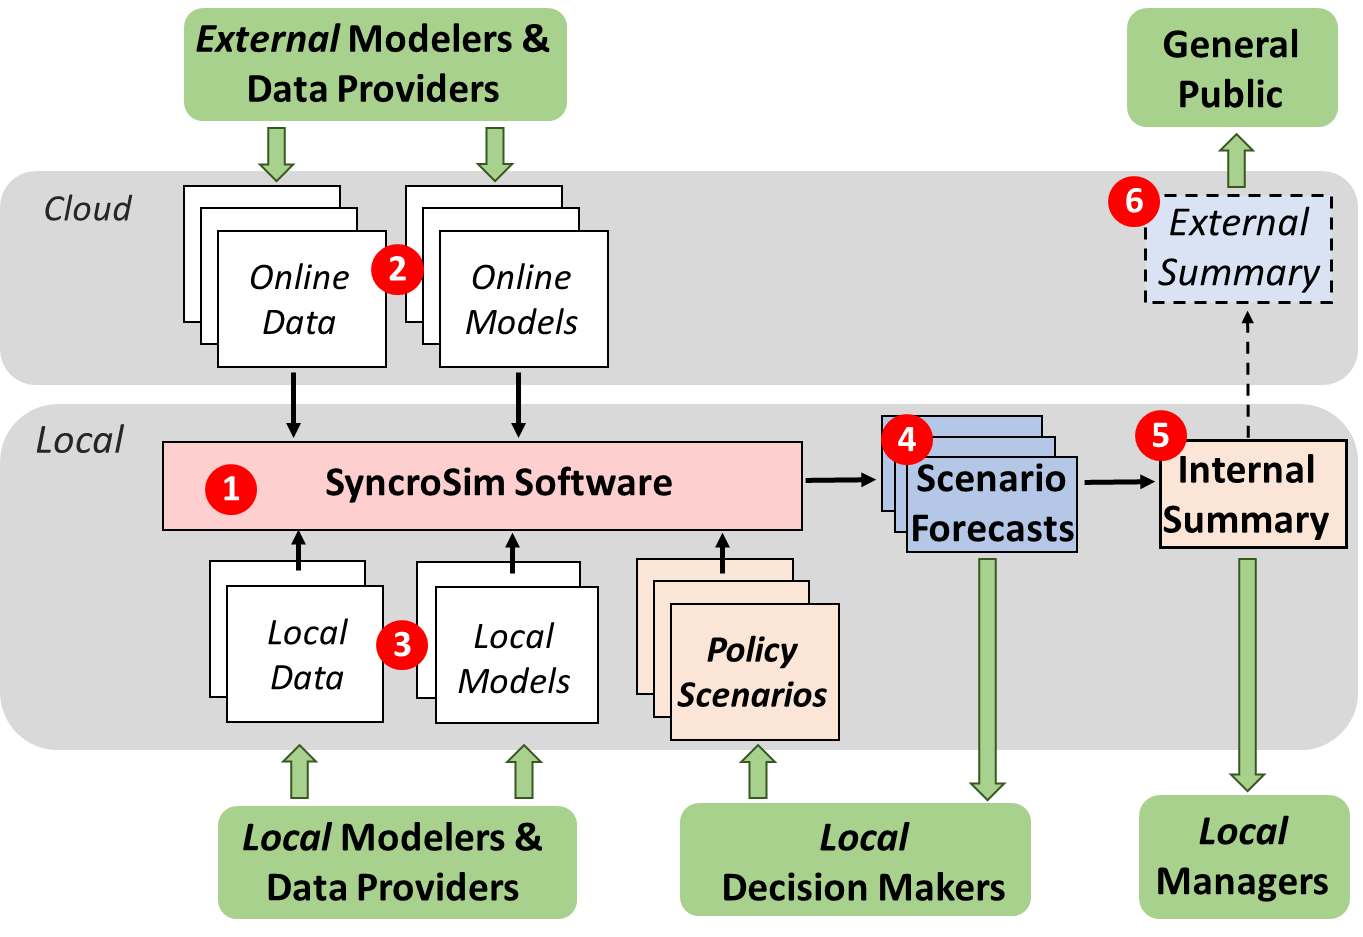 External Modelers &
Data Providers
General
Public
Cloud
6
External
Summary
2
Online
Data
Online
Models
Local
1
SyncroSim Software
4
Scenario
Forecasts
5
Internal
Summary
3
Local
Data
Local
Models
Policy
Scenarios
Local Modelers &
Data Providers
Local
Decision Makers
Local
Managers